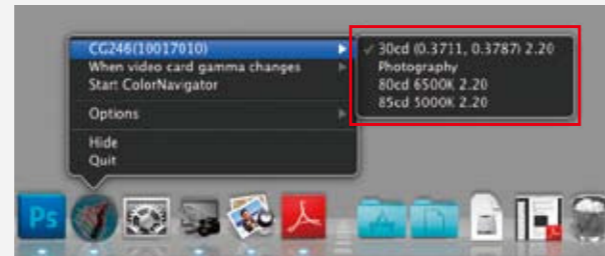 CG246(10017010)
When video card gamma changes
Start ColorNavigator
Options
Hide
Quit
✓ 30cd (0.3711, 0.3787) 2.20
Photography
80cd 6500K 2.20
85cd 5000K 2.20
Ps